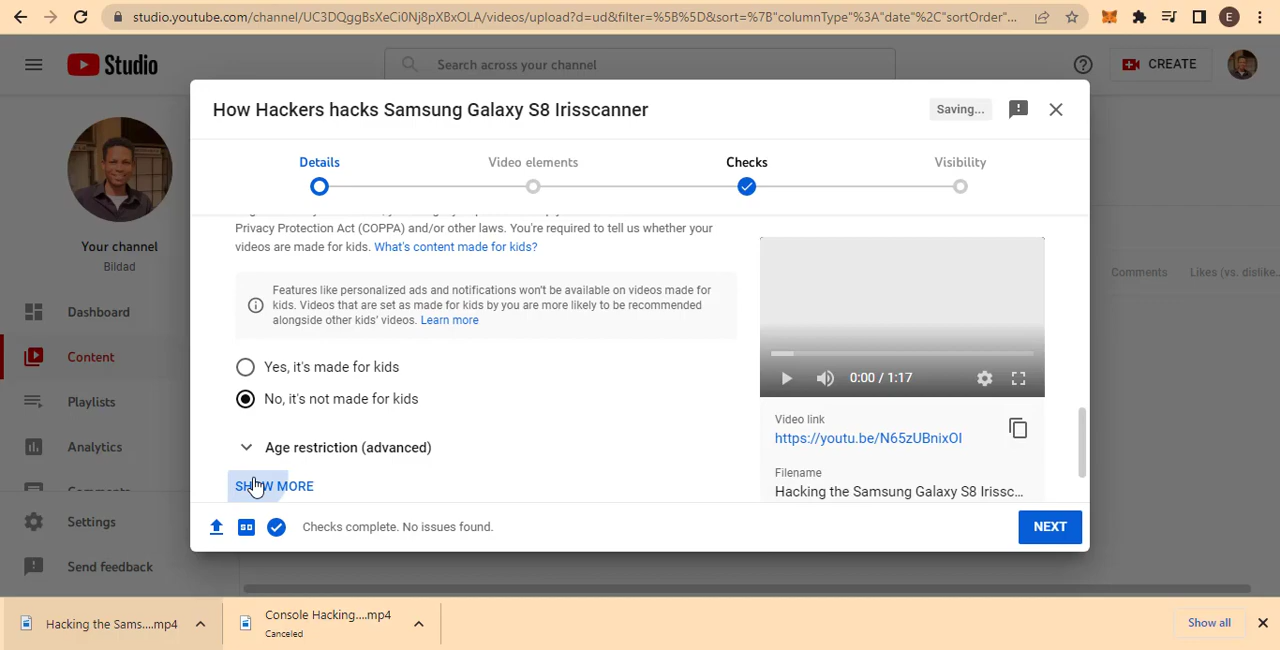 studio.youtube.com/channel/UC3DQggBsXeCi0Nj8pXBxOLA/videos/upload?d=ud&filter=%5B%5D&sort=%7B"columnType"%3A"date"%2C"sortOrder"...
E
Studio
Search across your channel
CREATE
How Hackers hacks Samsung Galaxy S8 Irisscanner
Saving...
Details
Video elements
Checks
Visibility
Privacy Protection Act (COPPA) and/or other laws. You're required to tell us whether your
videos are made for kids. What's content made for kids?
Features like personalized ads and notifications won't be available on videos made for
kids. Videos that are set as made for kids by you are more likely to be recommended
alongside other kids' videos. Learn more
Yes, it's made for kids
No, it's not made for kids
Age restriction (advanced)
SHOW MORE
0:00 / 1:17
Video link
https://youtu.be/N65zUBnixOI
Filename
Hacking the Samsung Galaxy S8 Irissc...
Checks complete. No issues found.
NEXT
Your channel
Bildad
Dashboard
Content
Playlists
Analytics
Settings
Send feedback
Comments
Likes (vs. dislike,
Hacking the Sams....mp4
Console Hacking....mp4
Canceled
Show all